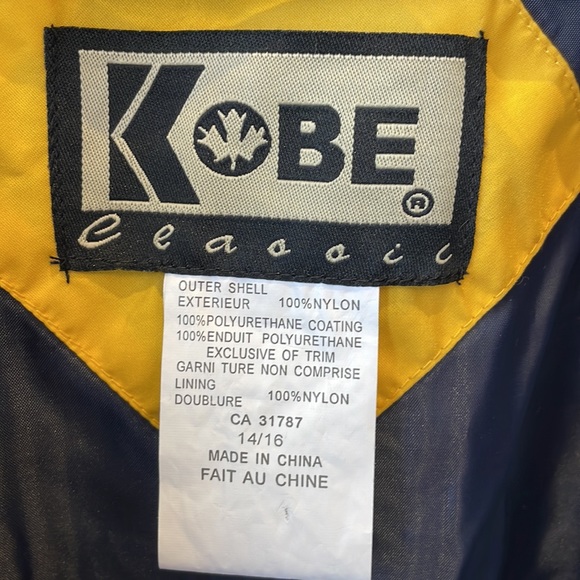 KOBE
®
Classic
OUTER SHELL
EXTERIEUR 100%NYLON
100%POLYURETHANE COATING
100%ENDUIT POLYURETHANE
EXCLUSIVE OF TRIM
GARNI TURE NON COMPRISE
LINING
DOUBLURE 100%NYLON
CA 31787
14/16
MADE IN CHINA
FAIT AU CHINE